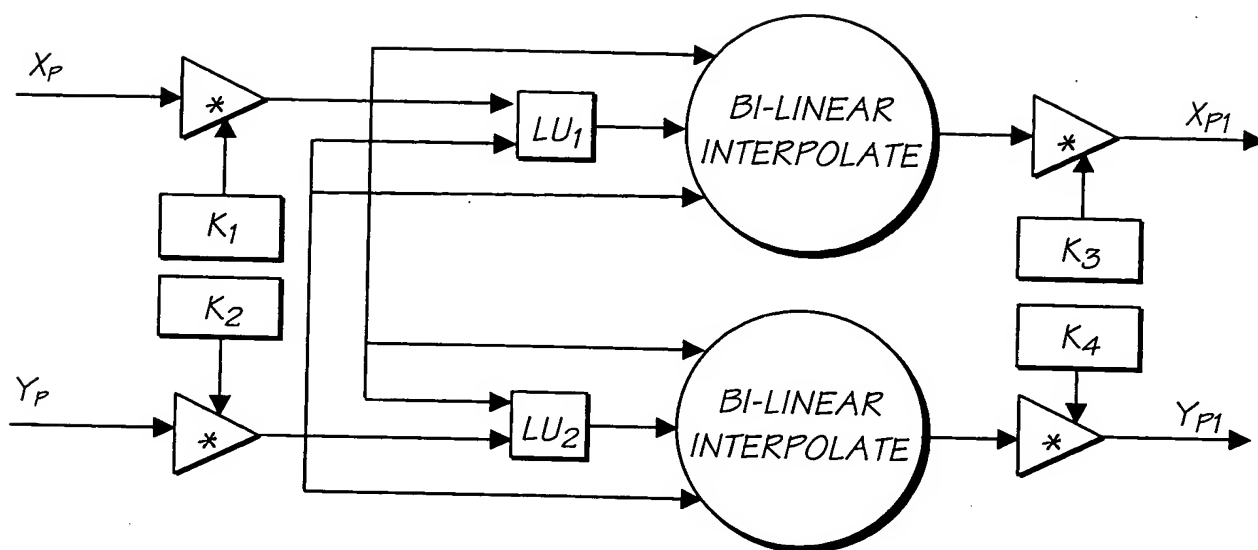 X_P
*
K_1
K_2
Y_P
*
LU_1
LU_2
BI-LINEAR
INTERPOLATE
BI-LINEAR
INTERPOLATE
*
X_P1
K_3
K_4
*
Y_P1